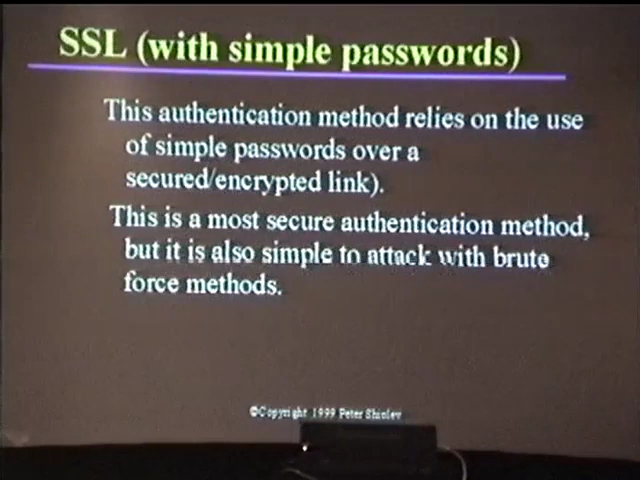 SSL (with simple passwords)
This authentication method relies on the use
of simple passwords over a
secured/encrypted link).
This is a most secure authentication method,
but it is also simple to attack with brute
force methods.
©Copyright 1999 Peter Shipley